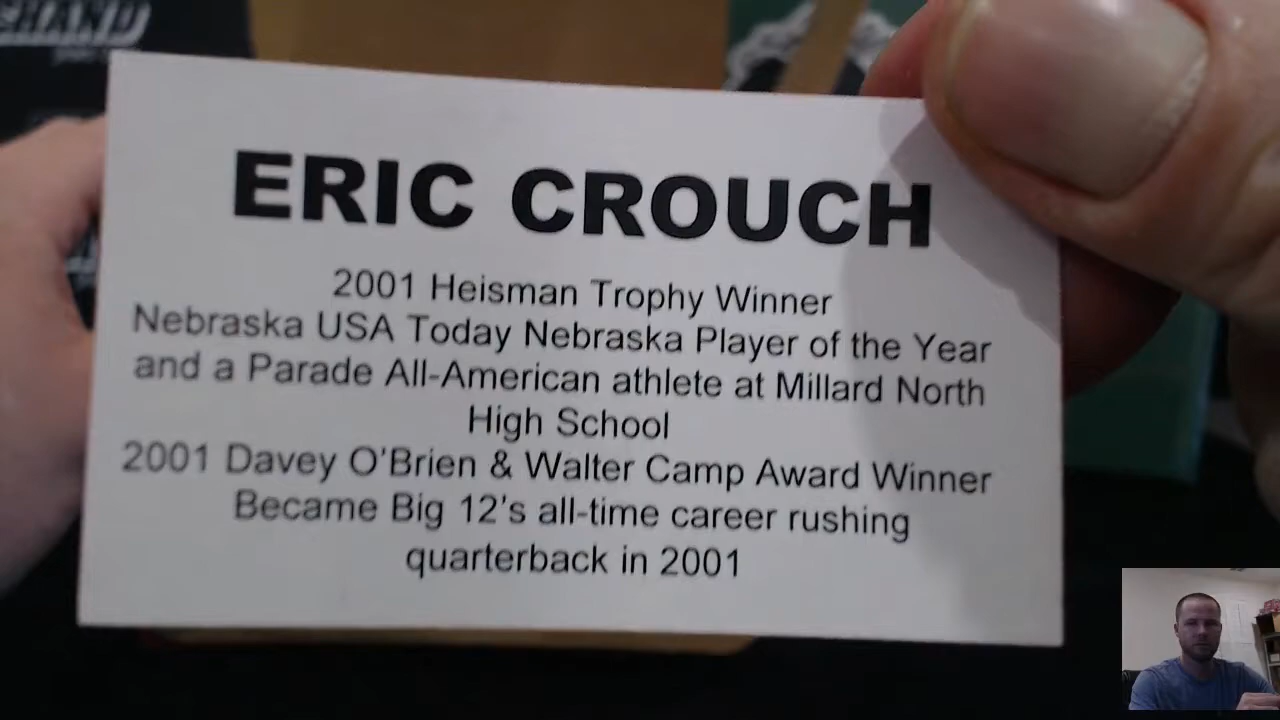 HAND
ERIC CROUCH
2001 Heisman Trophy Winner
Nebraska USA Today Nebraska Player of the Year
and a Parade All-American athlete at Millard North
High School
2001 Davey O'Brien & Walter Camp Award Winner
Became Big 12's all-time career rushing
quarterback in 2001